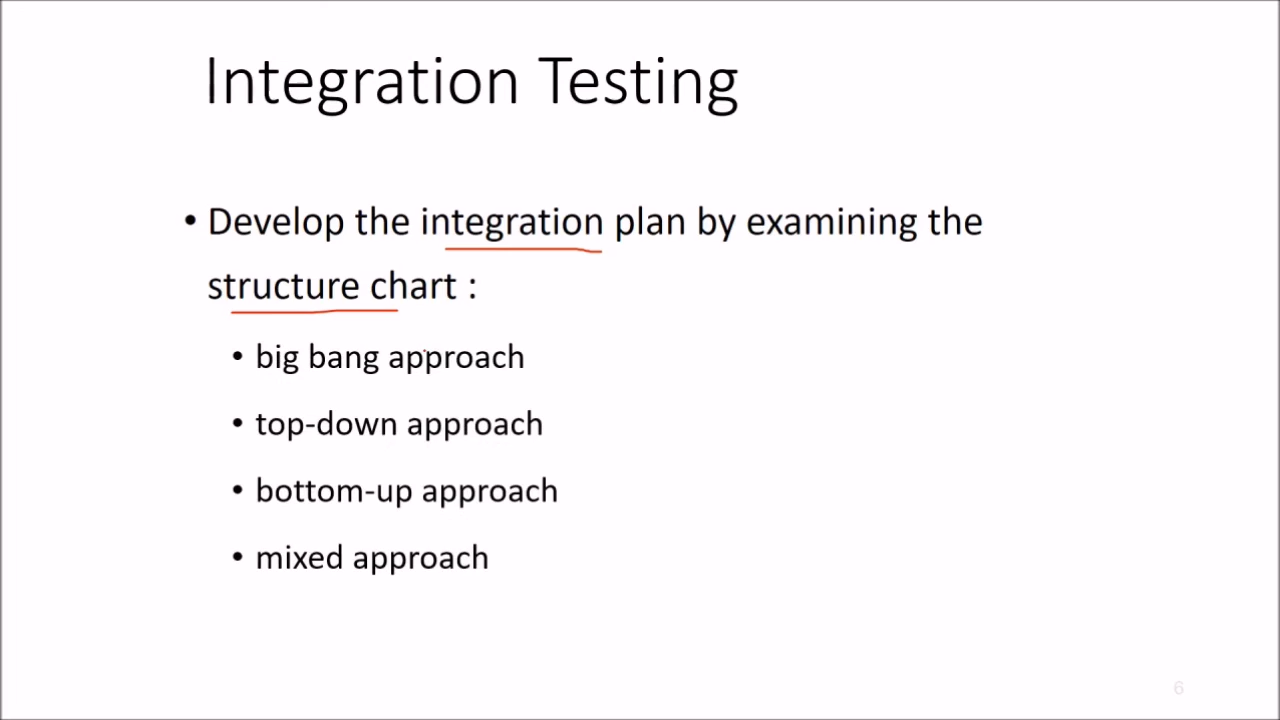 Integration Testing
• Develop the integration plan by examining the
structure chart :
• big bang approach
• top-down approach
• bottom-up approach
• mixed approach
6